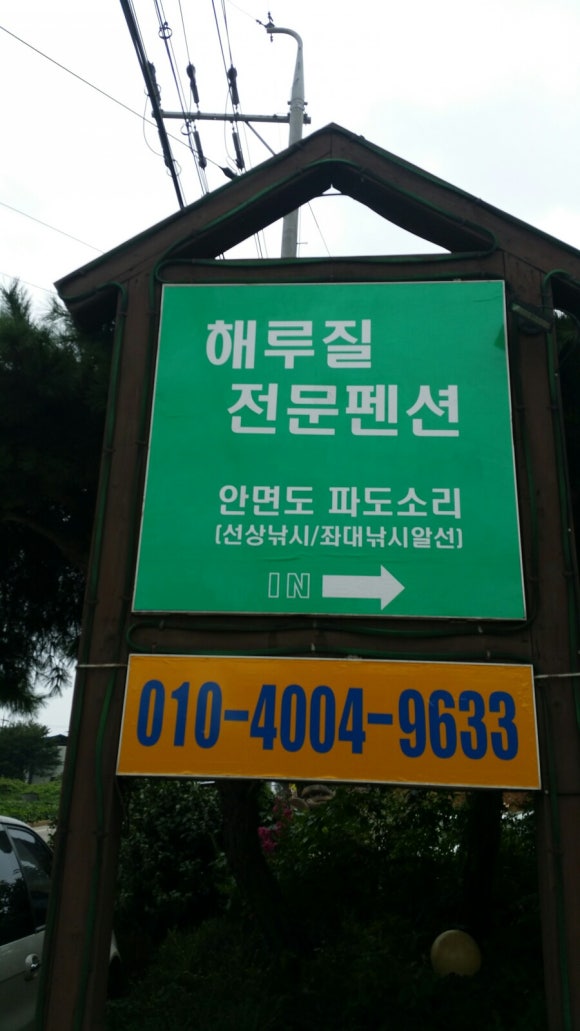 해루질
전문펜션
안면도 파도소리
(선상낚시/좌대낚시알선)
IN
010-4004-9633